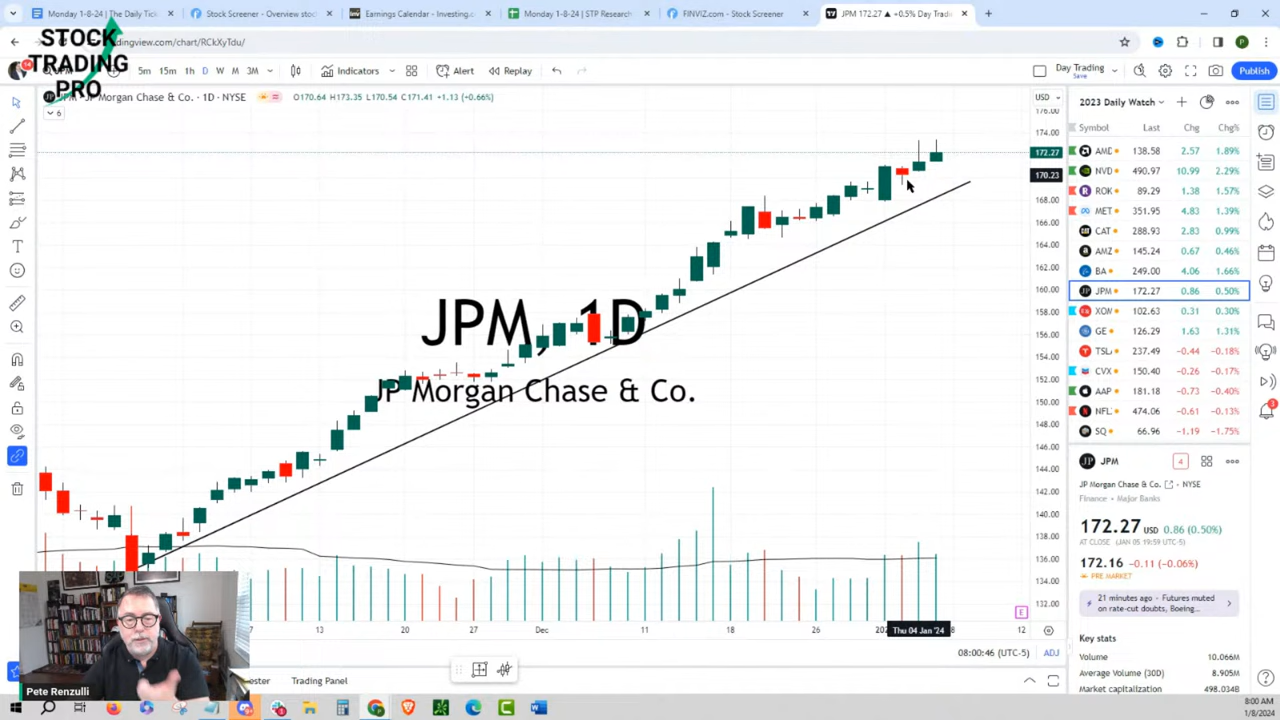 Monday 1-8-24 | The Daily Tick
Stock Screener - Overview stoc
Earnings Calendar - Investing.c
Monday 1-8-24 | STP Research
FINVIZ.com - Stock Screener
JPM 172.27 ▲ +0.5% Day Tradi
STOCK
TRADING
PRO
tradingview.com/chart/RCkXyTdu/
JPM
5m 15m 1h D W M 3M
Indicators
Alert
Replay
Day Trading
Save
Publish
JPM · JP Morgan Chase & Co. · 1D · NYSE
O170.64 H173.35 L170.54 C171.41 +1.13 (+0.66%)
6
USD
176.00
174.00
172.27
170.23
168.00
166.00
164.00
162.00
160.00
158.00
156.00
154.00
152.00
150.00
148.00
146.00
144.00
142.00
140.00
138.00
136.00
134.00
132.00
JPM, 1D
JP Morgan Chase & Co.
E
7
13
20
27
Dec
11
18
26
202
Thu 04 Jan '24
8
12
08:00:46 (UTC-5)
ADJ
ester
Trading Panel
Pete Renzulli
2023 Daily Watch
Symbol Last Chg Chg%
AMD 138.58 2.57 1.89%
NVD 490.97 10.99 2.29%
ROK 89.29 1.38 1.57%
MET 351.95 4.83 1.39%
CAT 288.93 2.83 0.99%
AMZ 145.24 0.67 0.46%
BA 249.00 4.06 1.66%
JPM 172.27 0.86 0.50%
XOM 102.63 0.31 0.30%
GE 126.29 1.63 1.31%
TSL 237.49 −0.44 −0.18%
CVX 150.40 −0.26 −0.17%
AAP 181.18 −0.73 −0.40%
NFL 474.06 −0.61 −0.13%
SQ 66.96 −1.19 −1.75%
JPM
4
JP Morgan Chase & Co. · NYSE
Finance · Major Banks
172.27 USD 0.86 (0.50%)
AT CLOSE (JAN 05 19:59 UTC-5)
172.16 −0.11 (−0.06%)
PRE MARKET
21 minutes ago · Futures muted
on rate-cut doubts, Boeing...
Key stats
Volume 10.066M
Average Volume (30D) 8.905M
Market capitalization 498.034B
8:00 AM
1/8/2024